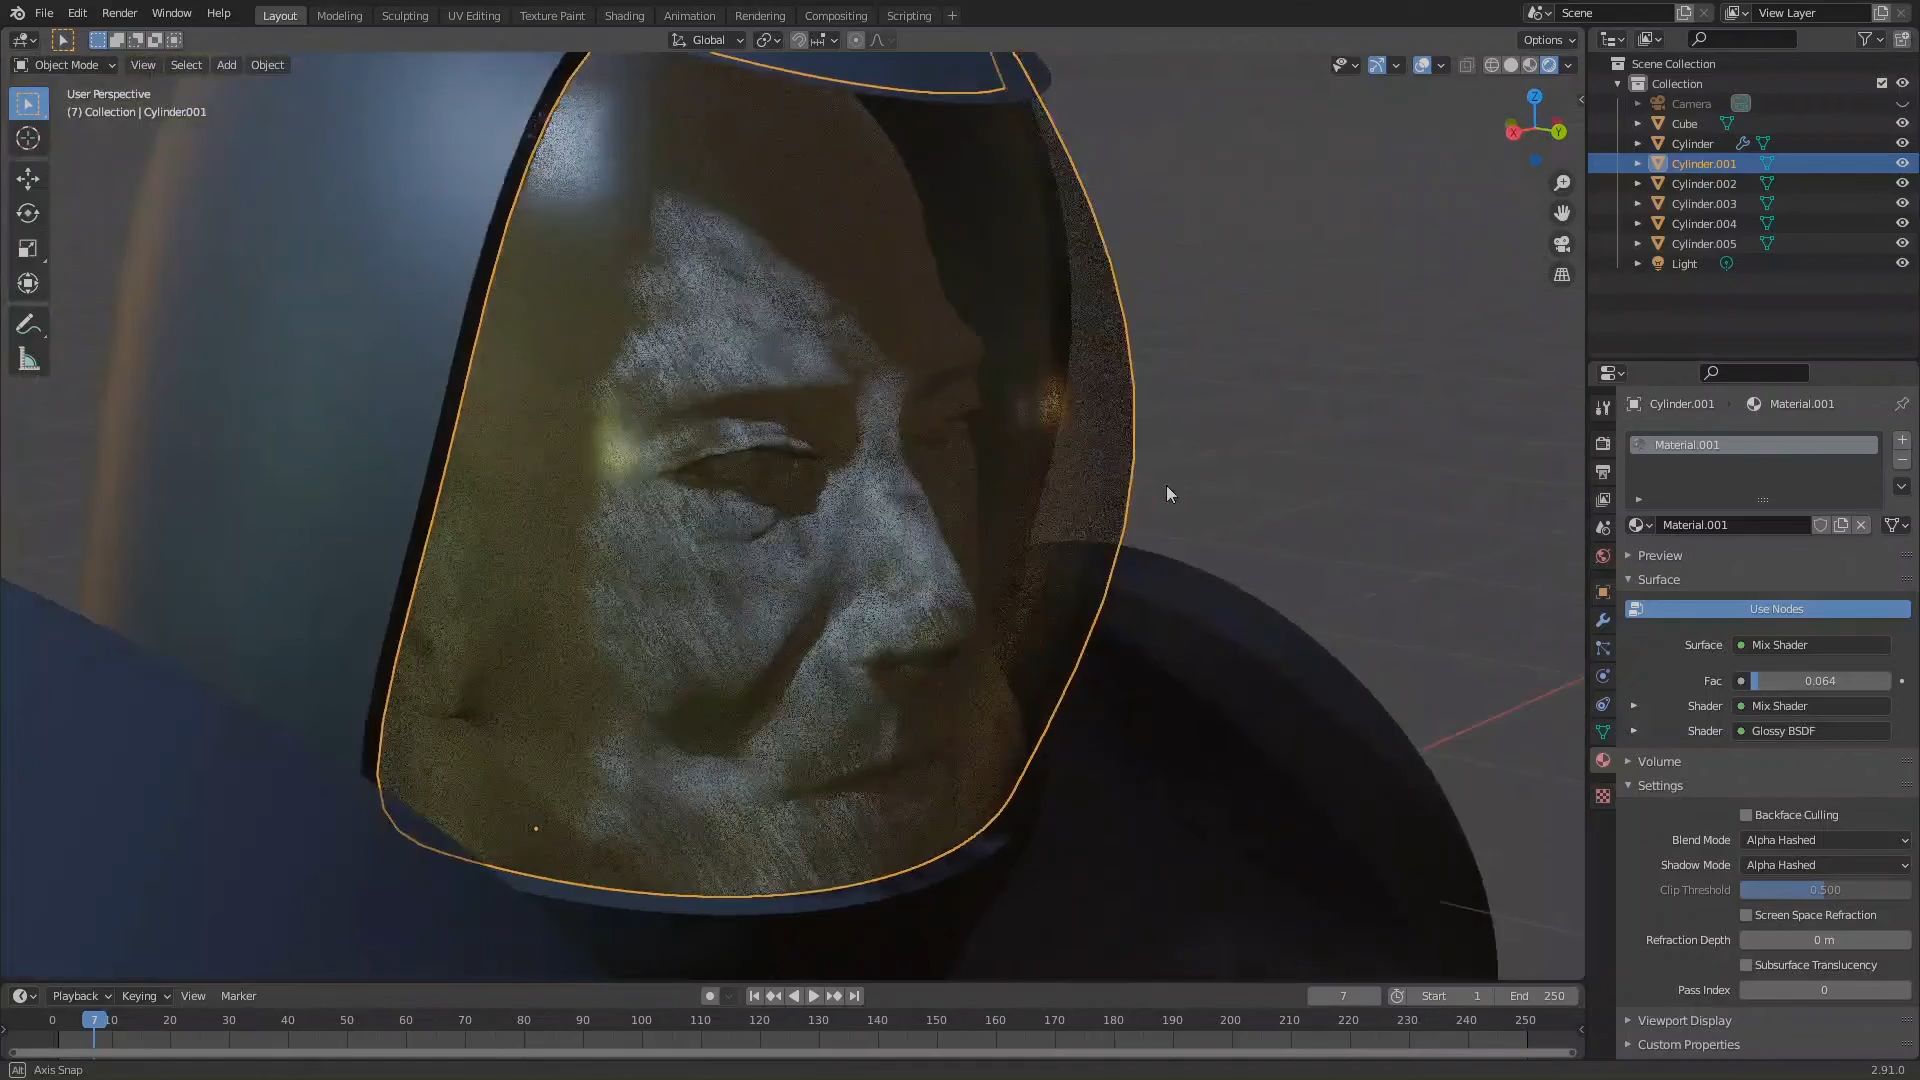 File Edit Render Window Help Layout Modeling Sculpting UV Editing Texture Paint Shading Animation Rendering Compositing Scripting Scene View Layer
Global Options
Object Mode View Select Add Object
User Perspective
(7) Collection | Cylinder.001
Z
X Y
Scene Collection
Collection
Camera
Cube
Cylinder
Cylinder.001
Cylinder.002
Cylinder.003
Cylinder.004
Cylinder.005
Light
Cylinder.001 Material.001
Material.001
Material.001
Preview
Surface
Use Nodes
Surface Mix Shader
Fac 0.064
Shader Mix Shader
Shader Glossy BSDF
Volume
Settings
Backface Culling
Blend Mode Alpha Hashed
Shadow Mode Alpha Hashed
Clip Threshold 0.500
Screen Space Refraction
Refraction Depth 0 m
Subsurface Translucency
Pass Index 0
Viewport Display
Custom Properties
Playback Keying View Marker 7 Start 1 End 250
0 7 10 20 30 40 50 60 70 80 90 100 110 120 130 140 150 160 170 180 190 200 210 220 230 240 250
Alt Axis Snap 2.91.0